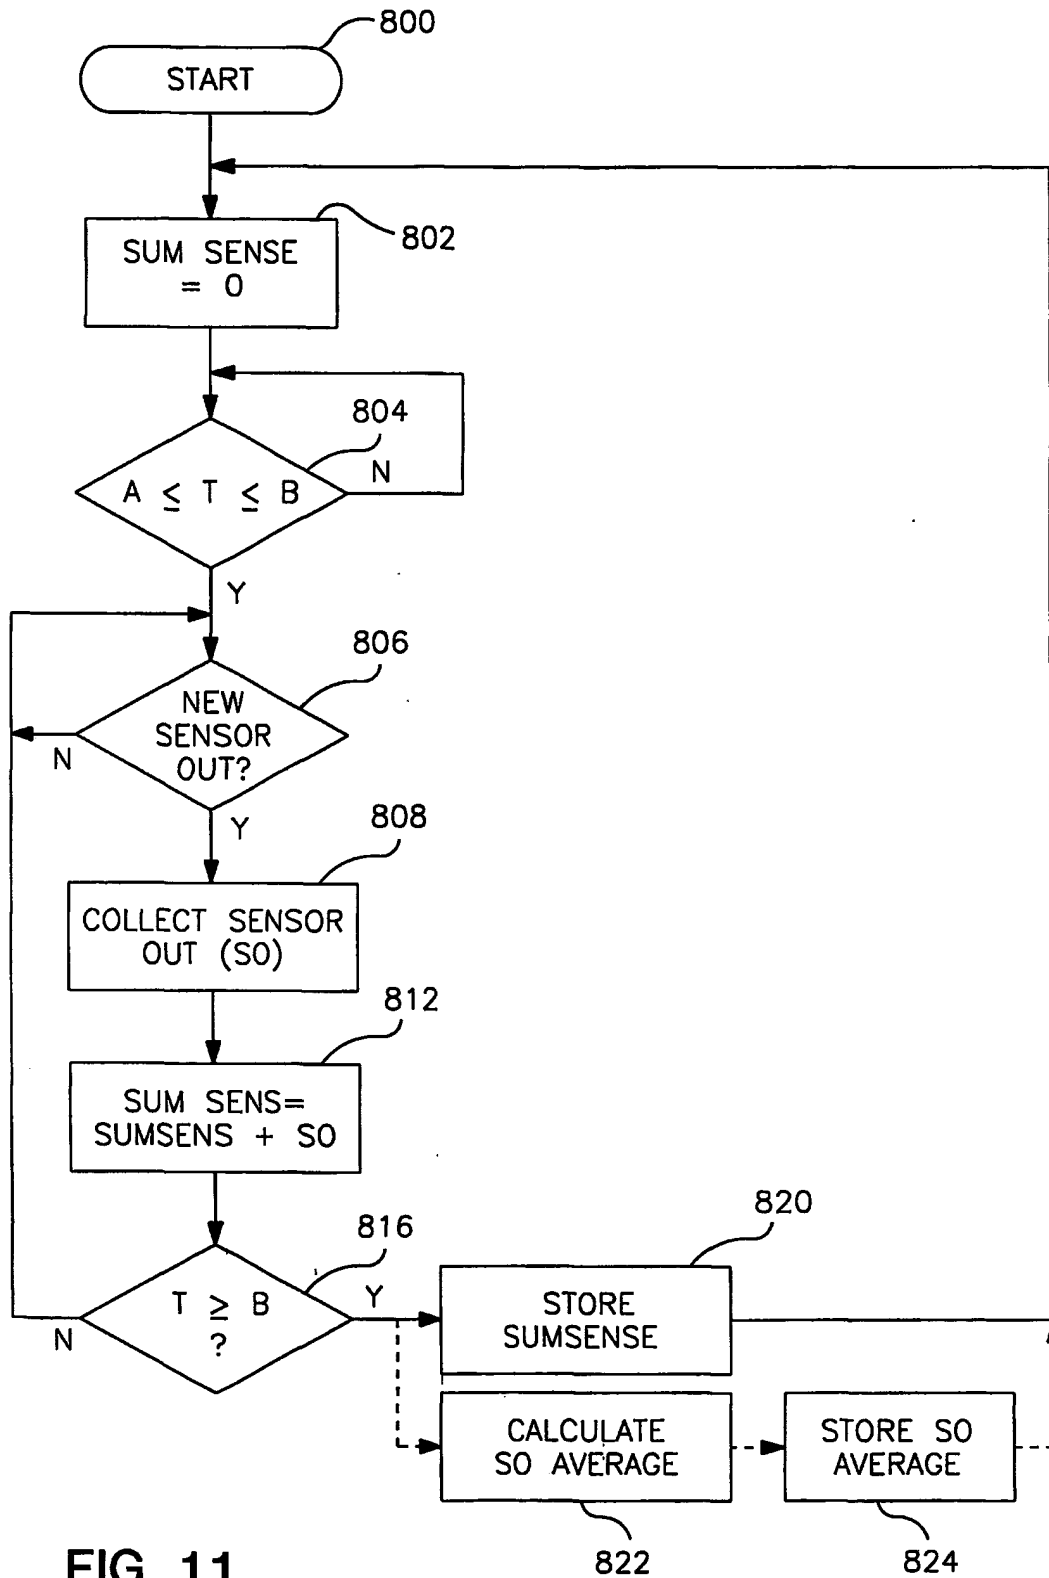 800
START
802
SUM SENSE
= 0
804
A ≤ T ≤ B
N
Y
806
NEW
SENSOR
OUT?
N
Y
808
COLLECT SENSOR
OUT (SO)
812
SUM SENS=
SUMSENS + SO
816
T ≥ B
?
N
Y
820
STORE
SUMSENSE
CALCULATE
SO AVERAGE
822
STORE SO
AVERAGE
824
FIG. 11